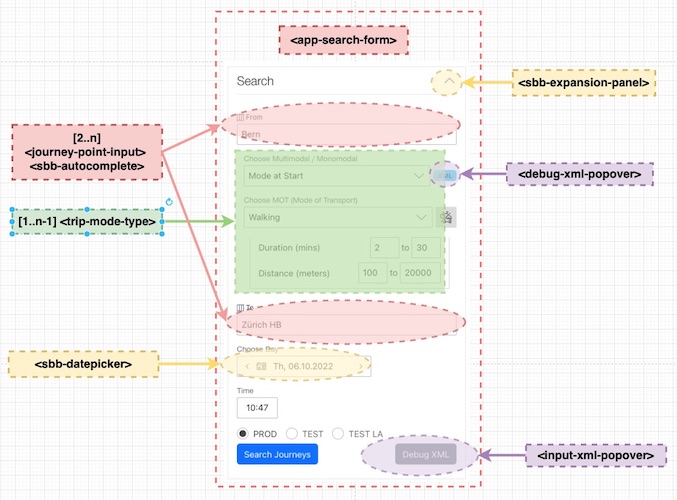 <app-search-form>
Search
<sbb-expansion-panel>
From
Bern
[2..n]
<journey-point-input>
<sbb-autocomplete>
Choose Multimodal / Monomodal
Mode at Start
<debug-xml-popover>
Choose MOT (Mode of Transport)
Walking
[1..n-1] <trip-mode-type>
Duration (mins) 2 to 30
Distance (meters) 100 to 20000
To
Zürich HB
Choose Day
<sbb-datepicker>
Th, 06.10.2022
Time
10:47
PROD TEST TEST LA
Search Journeys Debug XML
<input-xml-popover>